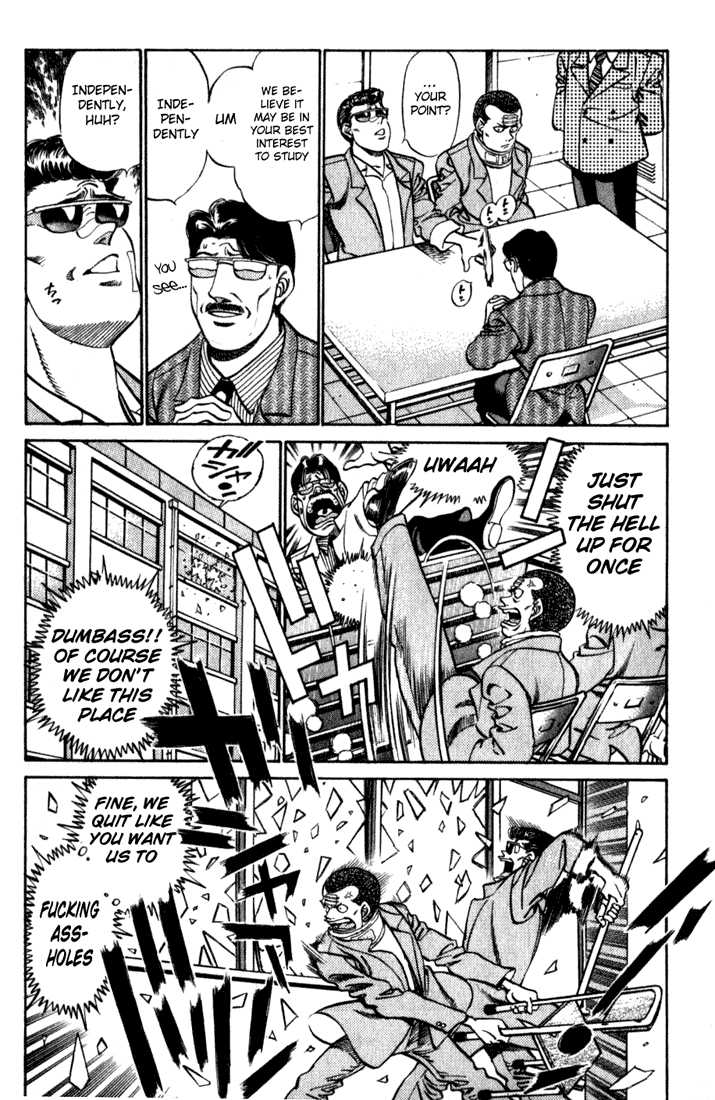 ...
YOUR
POINT?
WE BE-
LIEVE IT
MAY BE IN
YOUR BEST
INTEREST
TO STUDY
UM
INDE-
PEN-
DENTLY
YOU
SEE...
INDEPEN-
DENTLY,
HUH?
JUST
SHUT
THE HELL
UP FOR
ONCE
UWAAH
DUMBASS!!
OF COURSE
WE DON'T
LIKE THIS
PLACE
FINE, WE
QUIT LIKE
YOU WANT
US TO
FUCKING
ASS-
HOLES